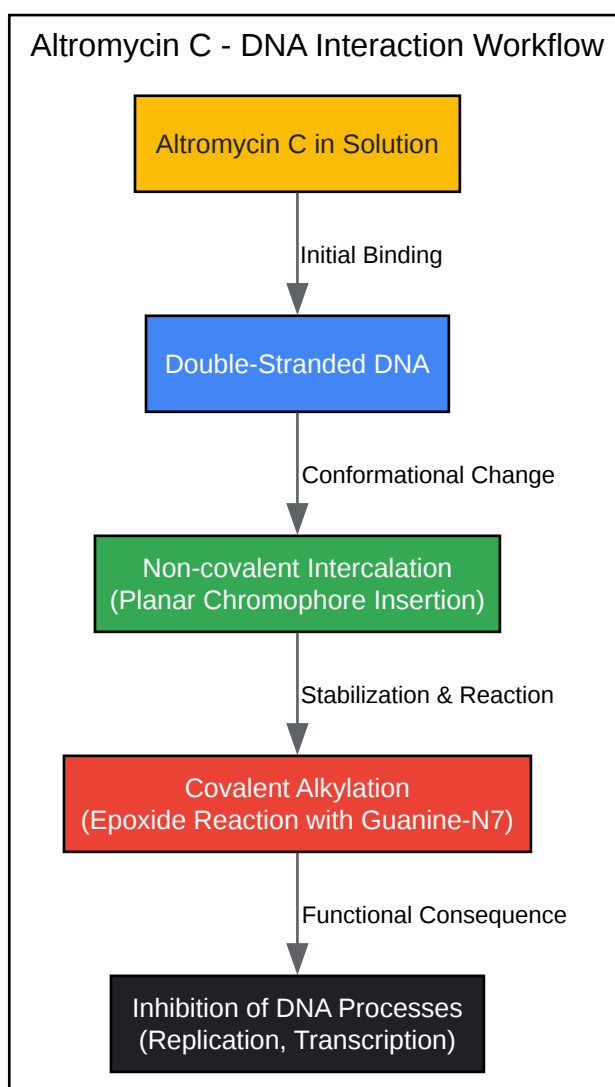 Altromycin C - DNA Interaction Workflow
Altromycin C in Solution
Initial Binding
Double-Stranded DNA
Conformational Change
Non-covalent Intercalation
(Planar Chromophore Insertion)
Stabilization & Reaction
Covalent Alkylation
(Epoxide Reaction with Guanine-N7)
Functional Consequence
Inhibition of DNA Processes
(Replication, Transcription)